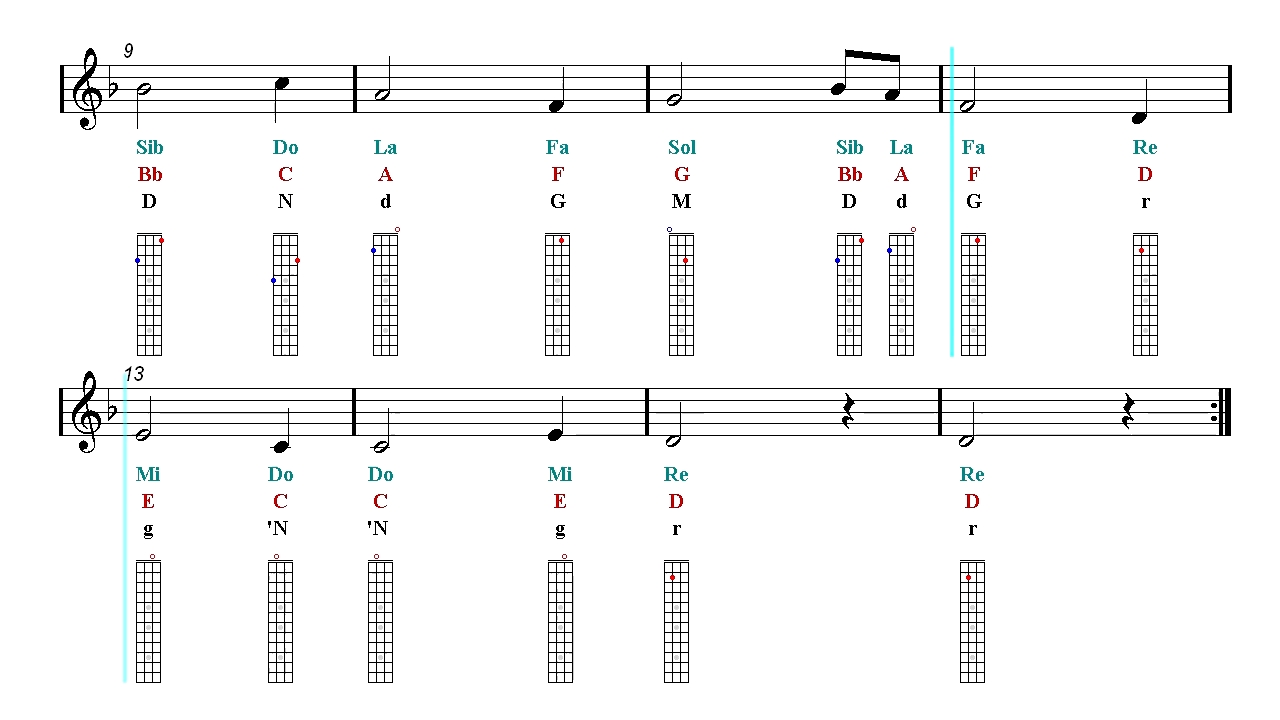 9
Sib Do La Fa Sol Sib La Fa Re
Bb C A F G Bb A F D
D N d G M D d G r
13
Mi Do Do Mi Re Re
E C C E D D
g 'N 'N g r r